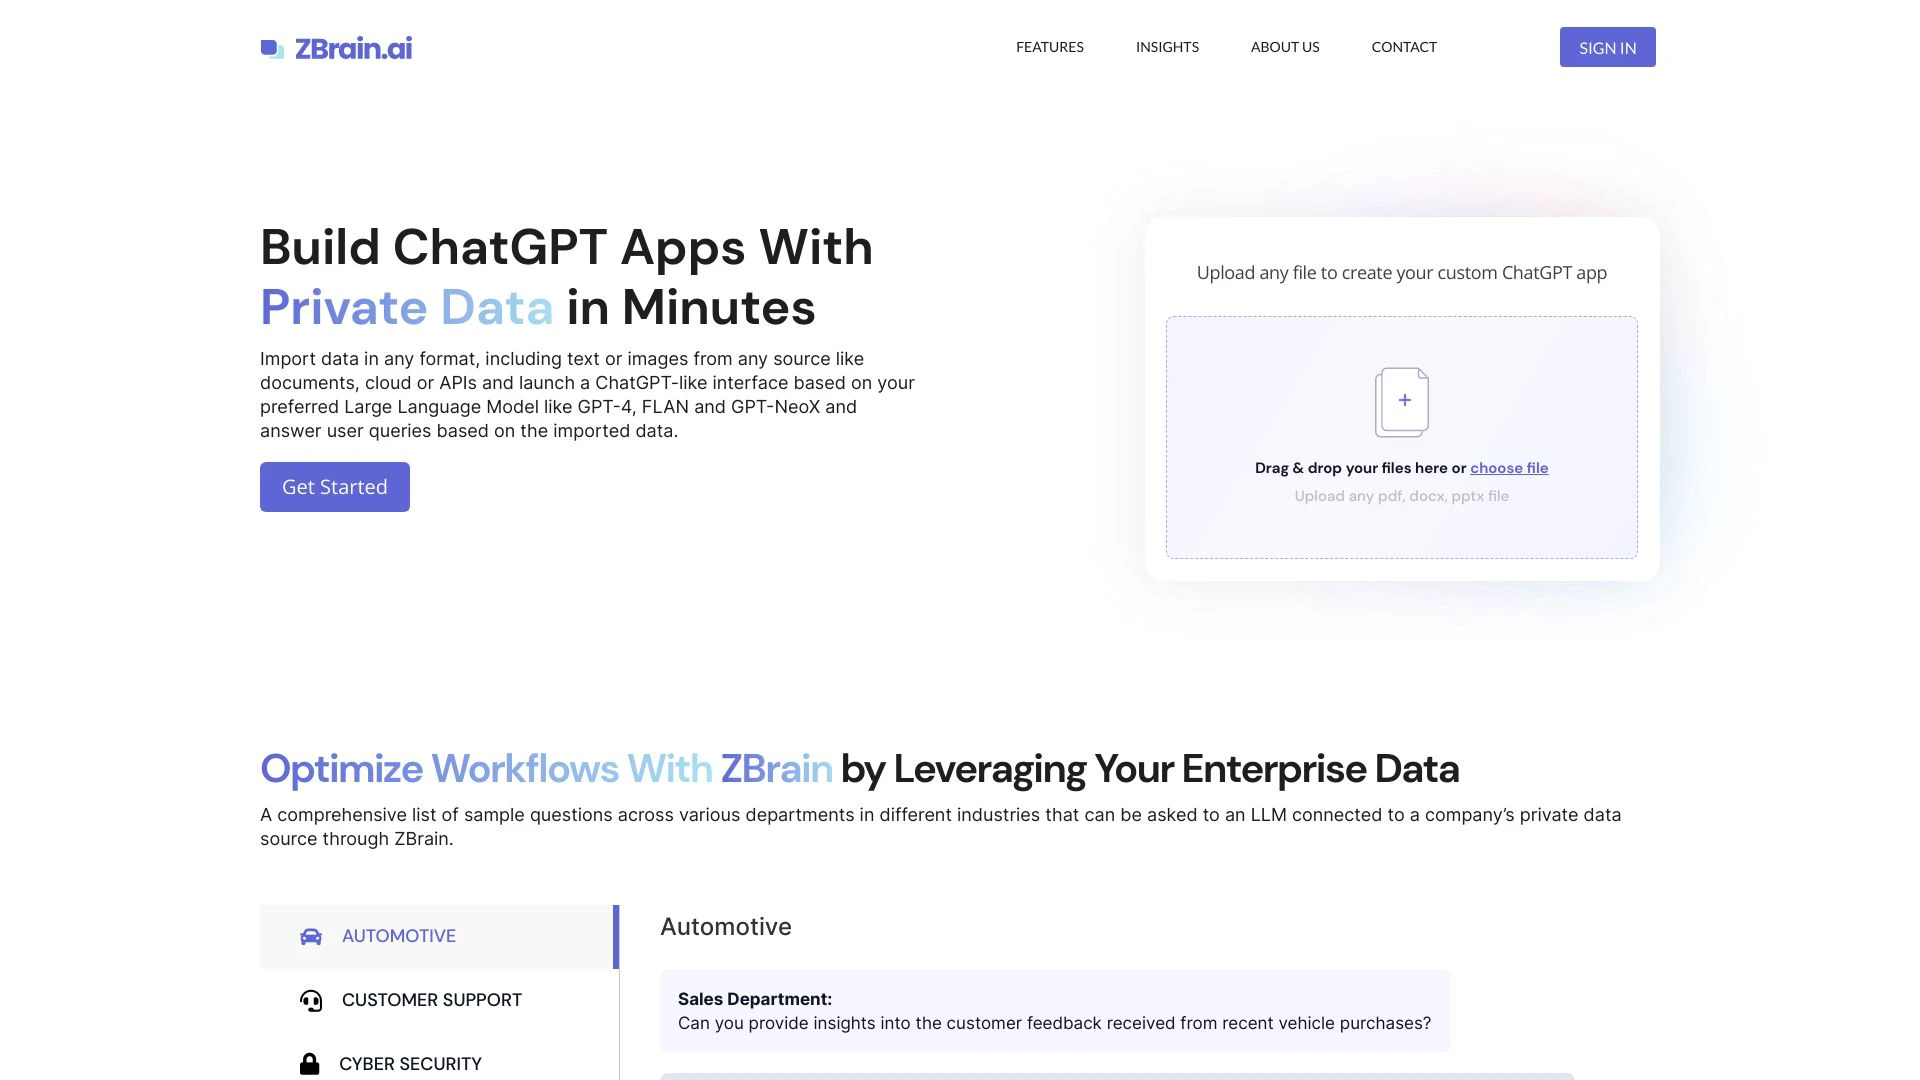 ZBrain.ai
FEATURES
INSIGHTS
ABOUT US
CONTACT
SIGN IN
Build ChatGPT Apps With
Private Data in Minutes
Import data in any format, including text or images from any source like
documents, cloud or APIs and launch a ChatGPT-like interface based on your
preferred Large Language Model like GPT-4, FLAN and GPT-NeoX and
answer user queries based on the imported data.
Get Started
Upload any file to create your custom ChatGPT app
Drag & drop your files here or choose file
Upload any pdf, docx, pptx file
Optimize Workflows With ZBrain by Leveraging Your Enterprise Data
A comprehensive list of sample questions across various departments in different industries that can be asked to an LLM connected to a company’s private data
source through ZBrain.
AUTOMOTIVE
CUSTOMER SUPPORT
CYBER SECURITY
Automotive
Sales Department:
Can you provide insights into the customer feedback received from recent vehicle purchases?